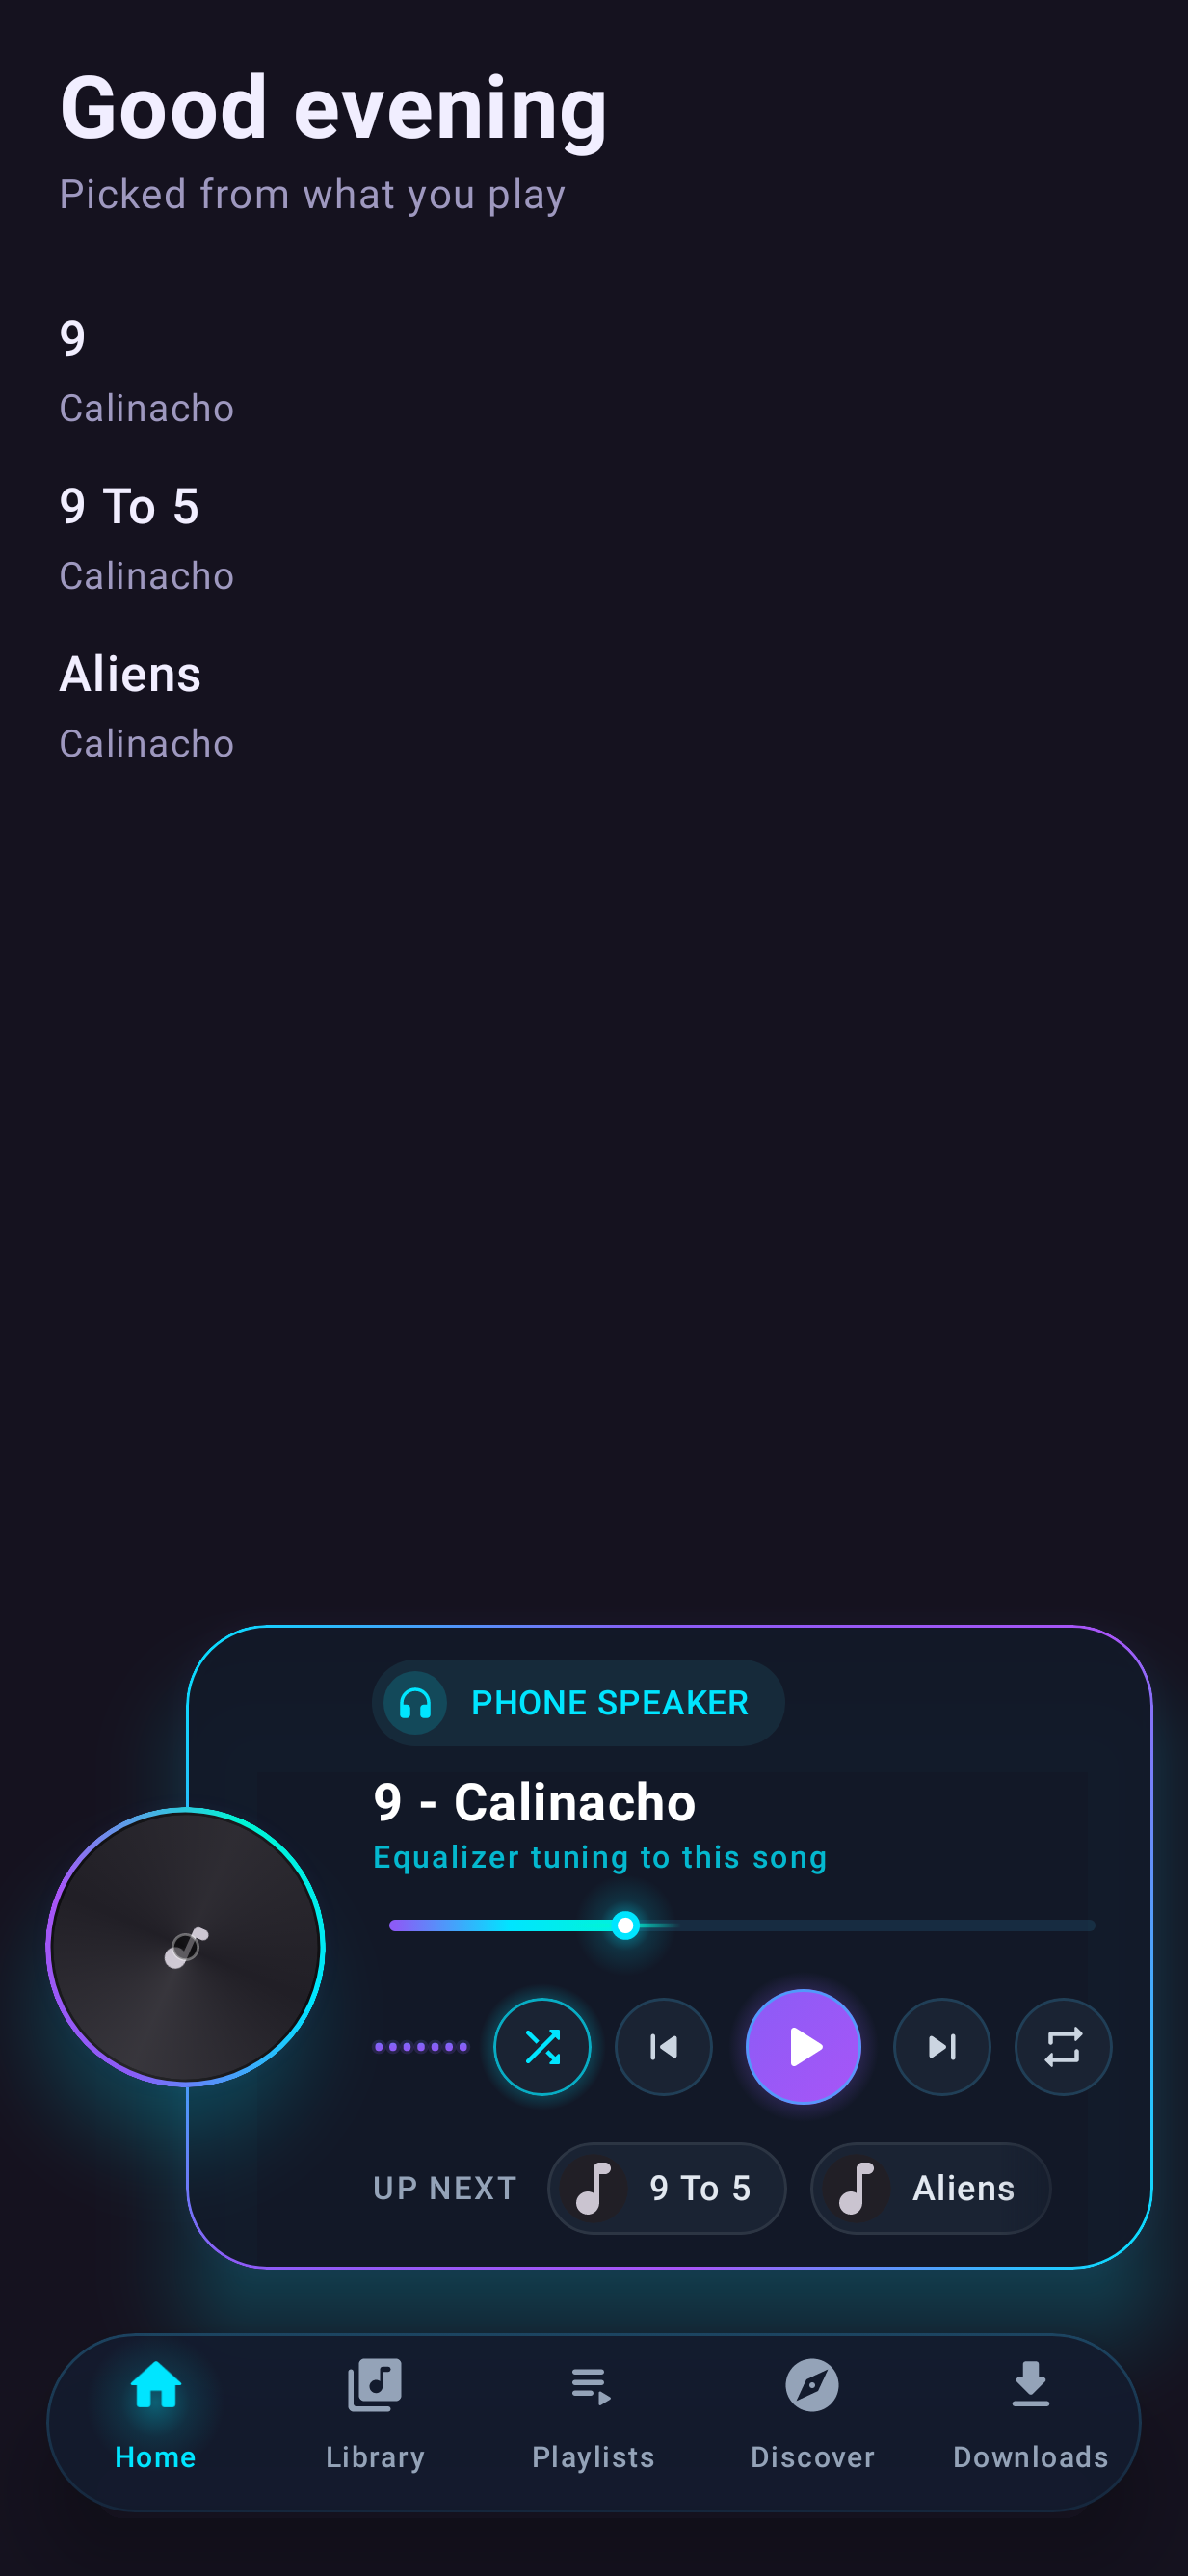 Good evening
Picked from what you play
9
Calinacho
9 To 5
Calinacho
Aliens
Calinacho
PHONE SPEAKER
9 - Calinacho
Equalizer tuning to this song
UP NEXT 9 To 5 Aliens
Home Library Playlists Discover Downloads